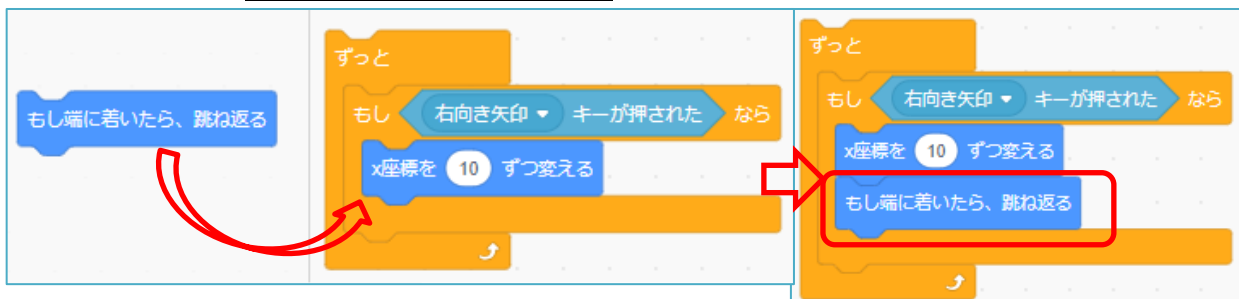 もし端に着いたら、跳ね返る
ずっと
もし 右向き矢印 キーが押された なら
x座標を 10 ずつ変える
ずっと
もし 右向き矢印 キーが押された なら
x座標を 10 ずつ変える
もし端に着いたら、跳ね返る